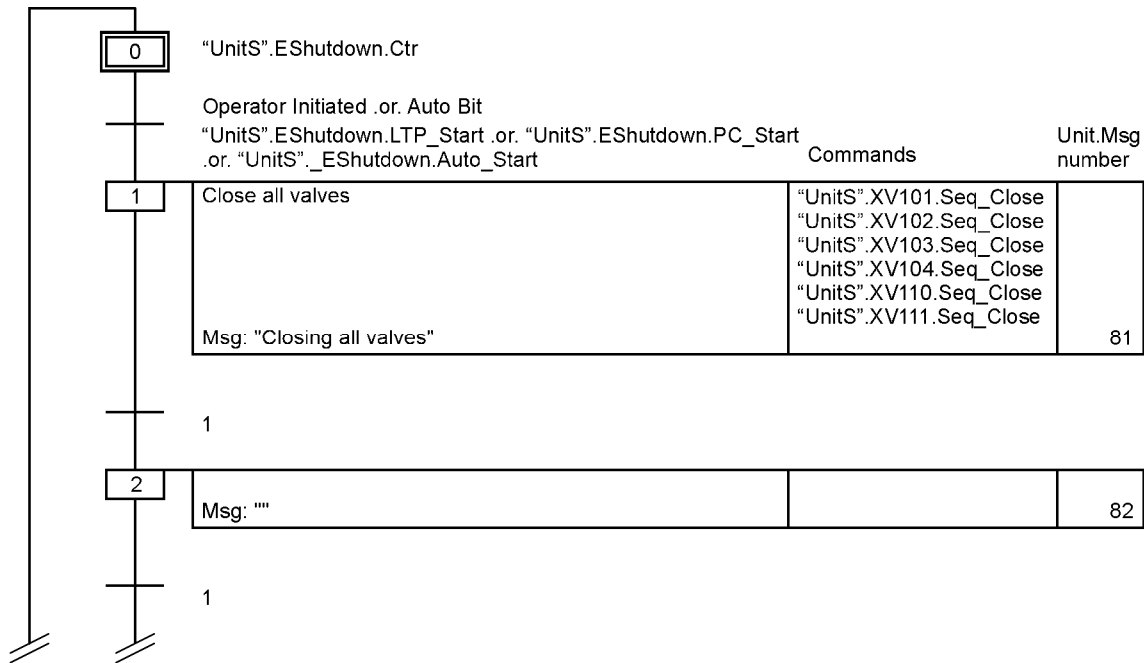 0
“UnitS”.EShutdown.Ctr
Operator Initiated .or. Auto Bit
“UnitS”.EShutdown.LTP_Start .or. “UnitS”.EShutdown.PC_Start
.or. “UnitS”._EShutdown.Auto_Start
Commands
Unit.Msg
number
1
Close all valves
“UnitS”.XV101.Seq_Close
“UnitS”.XV102.Seq_Close
“UnitS”.XV103.Seq_Close
“UnitS”.XV104.Seq_Close
“UnitS”.XV110.Seq_Close
“UnitS”.XV111.Seq_Close
Msg: "Closing all valves"
81
1
2
Msg: ""
82
1